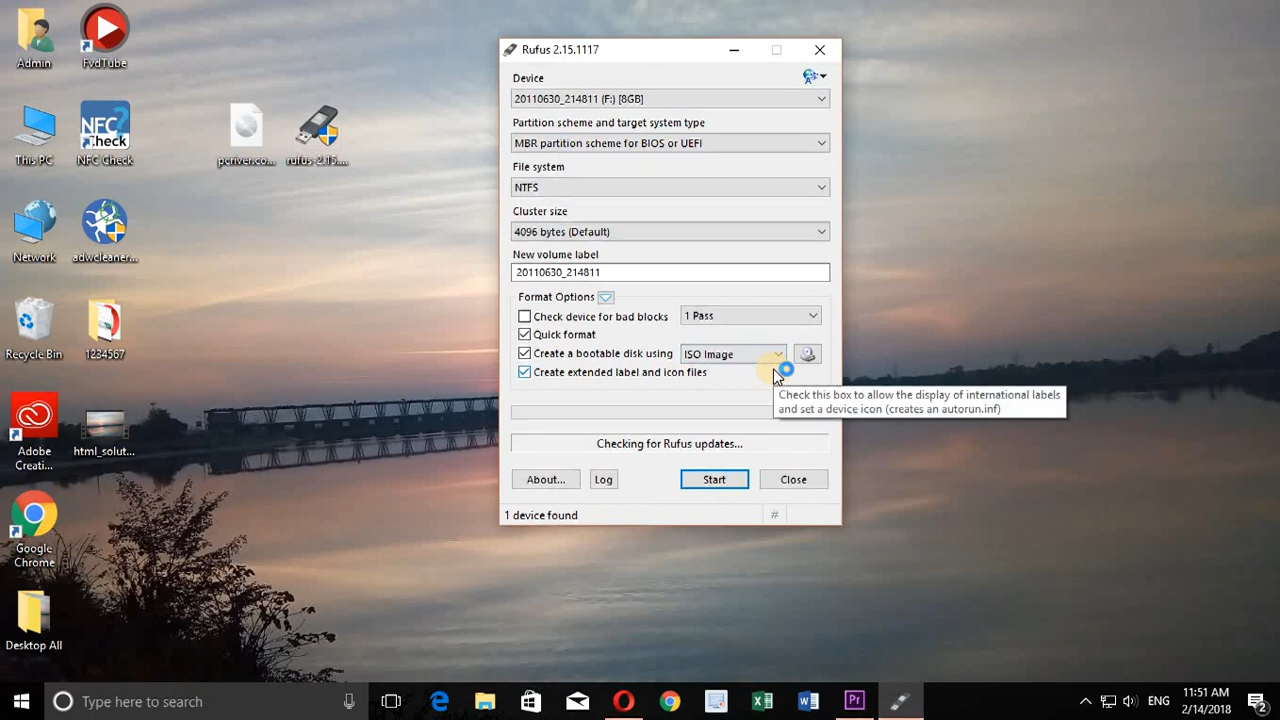 Admin
FvdTube
This PC
NFC
Check
NFC Check
pcriven.co...
rufus-2.15....
Network
adwcleaner...
Recycle Bin
1234567
Adobe
Creati...
html_solut...
Google
Chrome
Desktop All
Rufus 2.15.1117
Device
20110630_214811 (F:) [8GB]
Partition scheme and target system type
MBR partition scheme for BIOS or UEFI
File system
NTFS
Cluster size
4096 bytes (Default)
New volume label
20110630_214811
Format Options
Check device for bad blocks
1 Pass
Quick format
Create a bootable disk using
ISO Image
Create extended label and icon files
Check this box to allow the display of international labels
and set a device icon (creates an autorun.inf)
Checking for Rufus updates...
About...
Log
Start
Close
1 device found
#
Type here to search
Pr
ENG
11:51 AM
2/14/2018
2